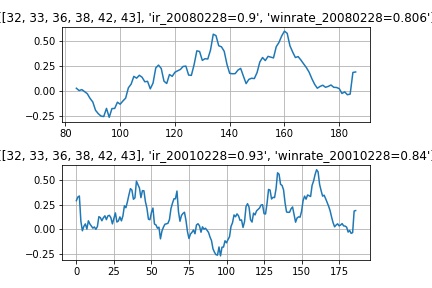 [[32, 33, 36, 38, 42, 43], 'ir_20080228=0.9', 'winrate_20080228=0.806']
0.50
0.25
0.00
−0.25
80 100 120 140 160 180
[[32, 33, 36, 38, 42, 43], 'ir_20010228=0.93', 'winrate_20010228=0.84']
0.50
0.25
0.00
−0.25
0 25 50 75 100 125 150 175